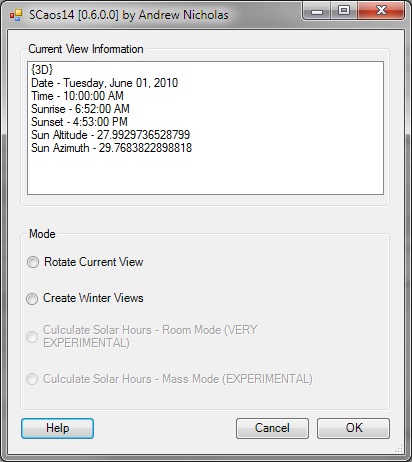 SCaos14 [0.6.0.0] by Andrew Nicholas
Current View Information
{3D}
Date - Tuesday, June 01, 2010
Time - 10:00:00 AM
Sunrise - 6:52:00 AM
Sunset - 4:53:00 PM
Sun Altitude - 27.9929736528799
Sun Azimuth - 29.7683822898818
Mode
Rotate Current View
Create Winter Views
Culculate Solar Hours - Room Mode (VERY
EXPERIMENTAL)
Culculate Solar Hours - Mass Mode (EXPERIMENTAL)
Help
Cancel
OK